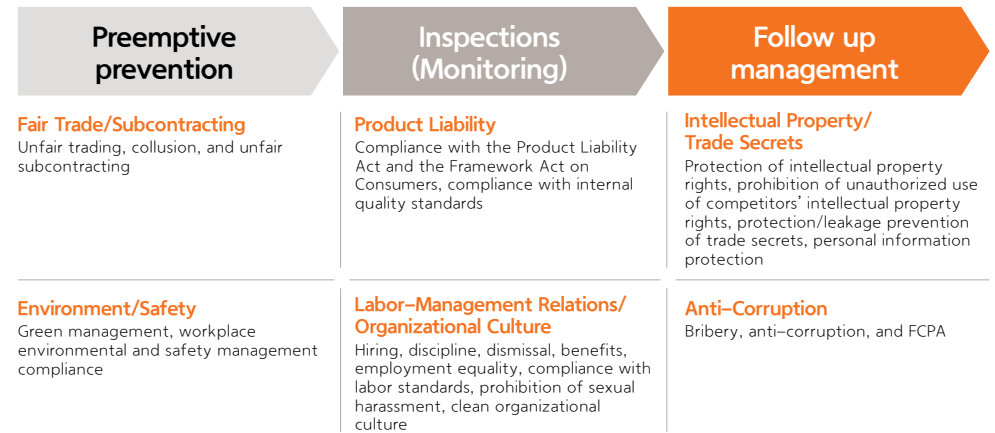 Preemptive
prevention
Inspections
(Monitoring)
Follow up
management
Fair Trade/Subcontracting
Unfair trading, collusion, and unfair
subcontracting
Product Liability
Compliance with the Product Liability
Act and the Framework Act on
Consumers, compliance with internal
quality standards
Intellectual Property/
Trade Secrets
Protection of intellectual property
rights, prohibition of unauthorized use
of competitors’ intellectual property
rights, protection/leakage prevention
of trade secrets, personal information
protection
Environment/Safety
Green management, workplace
environmental and safety management
compliance
Labor–Management Relations/
Organizational Culture
Hiring, discipline, dismissal, benefits,
employment equality, compliance with
labor standards, prohibition of sexual
harassment, clean organizational
culture
Anti–Corruption
Bribery, anti–corruption, and FCPA